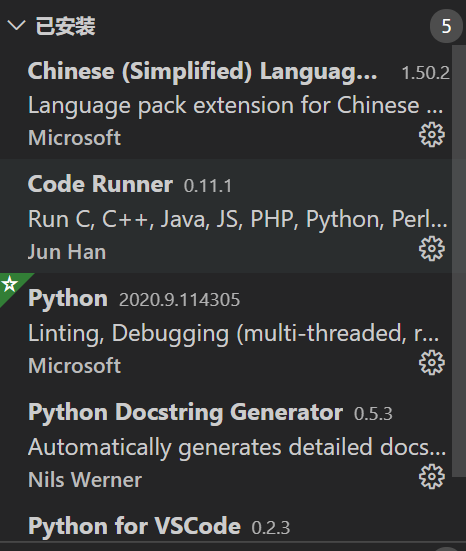 已安装
5
Chinese (Simplified) Languag... 1.50.2
Language pack extension for Chinese ...
Microsoft
Code Runner 0.11.1
Run C, C++, Java, JS, PHP, Python, Perl...
Jun Han
Python 2020.9.114305
Linting, Debugging (multi-threaded, r...
Microsoft
Python Docstring Generator 0.5.3
Automatically generates detailed docs...
Nils Werner
Python for VSCode 0.2.3